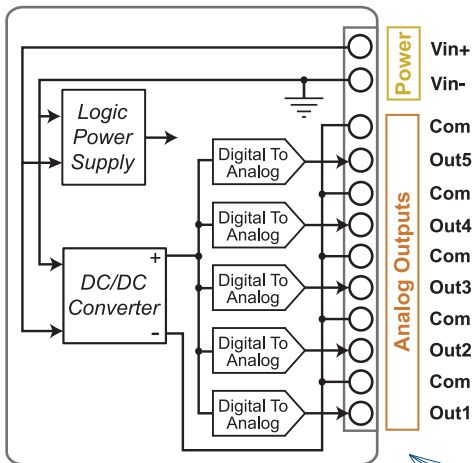 Vin+
Power
Vin-
Logic
Power
Supply
Com
Digital To
Analog
Out5
Com
Digital To
Analog
Out4
Com
DC/DC
Converter
+
-
Digital To
Analog
Out3
Com
Digital To
Analog
Out2
Com
Digital To
Analog
Out1
Analog Outputs